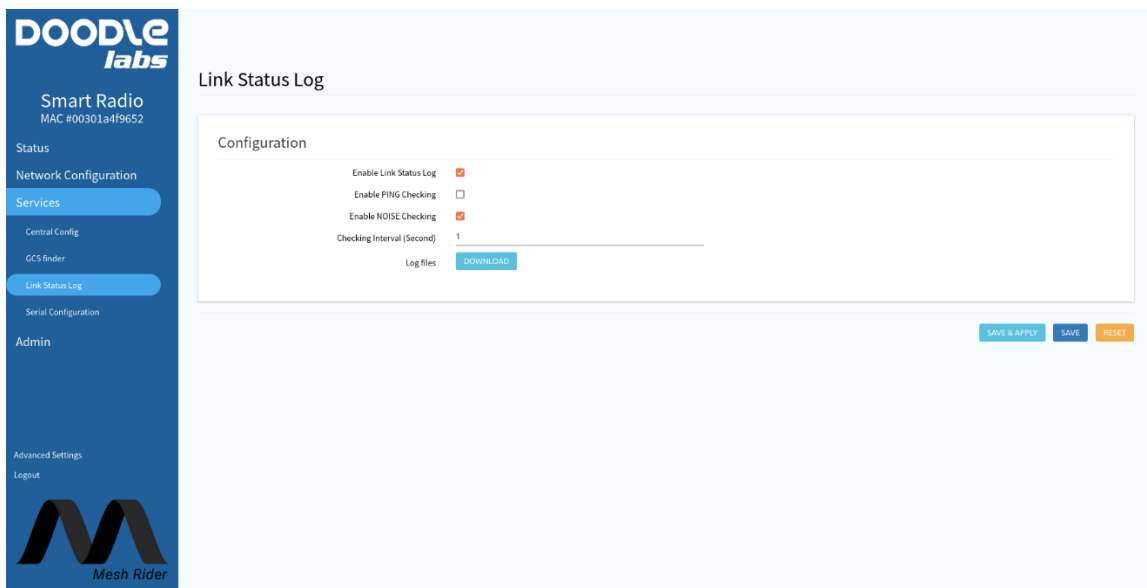 DOODLE
labs
Smart Radio
MAC #00301a4f9652
Status
Network Configuration
Services
Central Config
GCS finder
Link Status Log
Serial Configuration
Admin
Advanced Settings
Logout
Mesh Rider
Link Status Log
Configuration
Enable Link Status Log
Enable PING Checking
Enable NOISE Checking
Checking Interval (Second) 1
Log files DOWNLOAD
SAVE & APPLY SAVE RESET